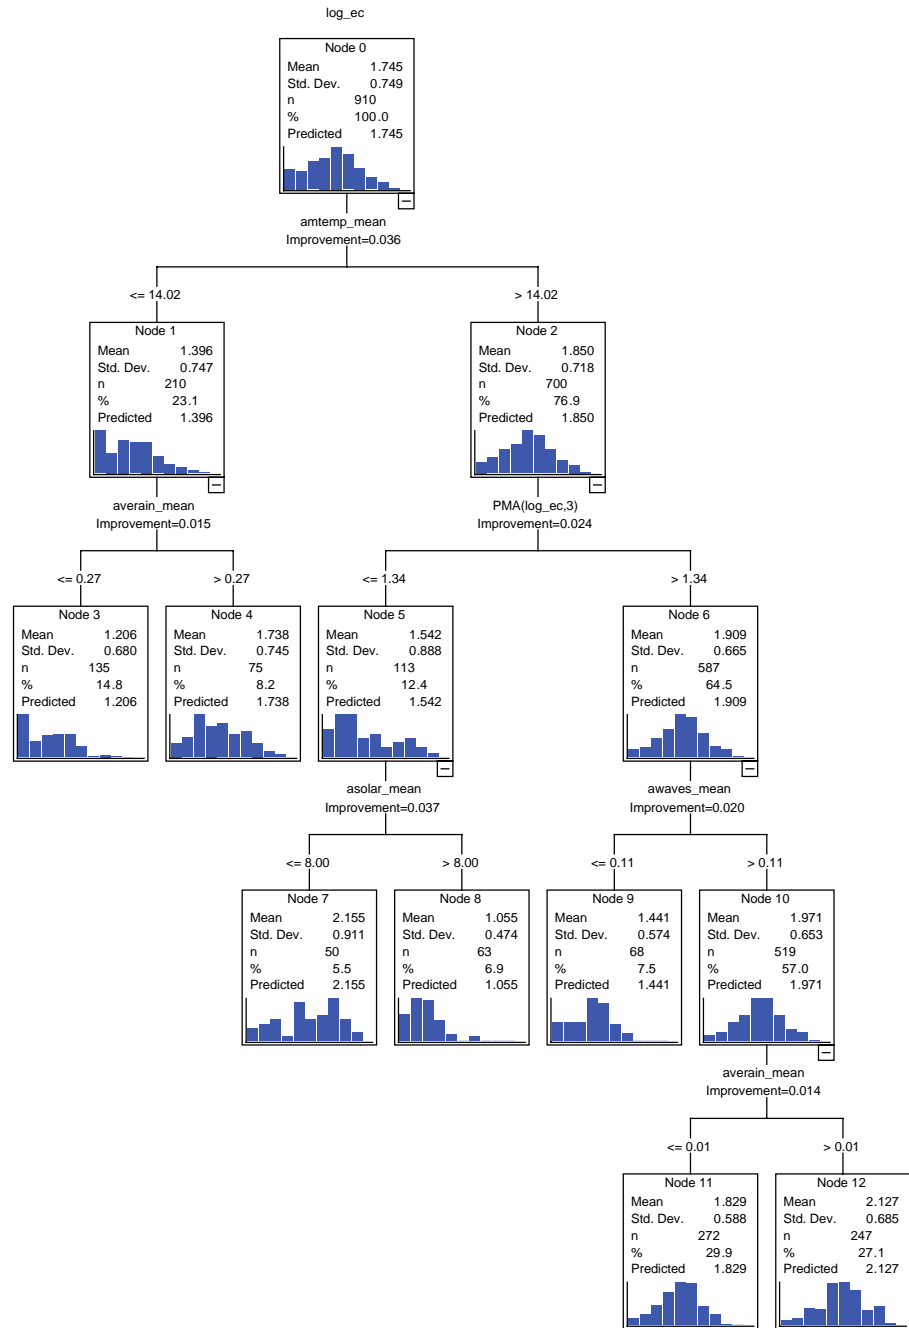 log_ec
Node 0
Mean 1.745
Std. Dev. 0.749
n 910
% 100.0
Predicted 1.745
amtemp_mean
Improvement=0.036
<= 14.02
> 14.02
Node 1
Mean 1.396
Std. Dev. 0.747
n 210
% 23.1
Predicted 1.396
Node 2
Mean 1.850
Std. Dev. 0.718
n 700
% 76.9
Predicted 1.850
averain_mean
Improvement=0.015
PMA(log_ec,3)
Improvement=0.024
<= 0.27
> 0.27
<= 1.34
> 1.34
Node 3
Mean 1.206
Std. Dev. 0.680
n 135
% 14.8
Predicted 1.206
Node 4
Mean 1.738
Std. Dev. 0.745
n 75
% 8.2
Predicted 1.738
Node 5
Mean 1.542
Std. Dev. 0.888
n 113
% 12.4
Predicted 1.542
Node 6
Mean 1.909
Std. Dev. 0.665
n 587
% 64.5
Predicted 1.909
asolar_mean
Improvement=0.037
awaves_mean
Improvement=0.020
<= 8.00
> 8.00
<= 0.11
> 0.11
Node 7
Mean 2.155
Std. Dev. 0.911
n 50
% 5.5
Predicted 2.155
Node 8
Mean 1.055
Std. Dev. 0.474
n 63
% 6.9
Predicted 1.055
Node 9
Mean 1.441
Std. Dev. 0.574
n 68
% 7.5
Predicted 1.441
Node 10
Mean 1.971
Std. Dev. 0.653
n 519
% 57.0
Predicted 1.971
averain_mean
Improvement=0.014
<= 0.01
> 0.01
Node 11
Mean 1.829
Std. Dev. 0.588
n 272
% 29.9
Predicted 1.829
Node 12
Mean 2.127
Std. Dev. 0.685
n 247
% 27.1
Predicted 2.127